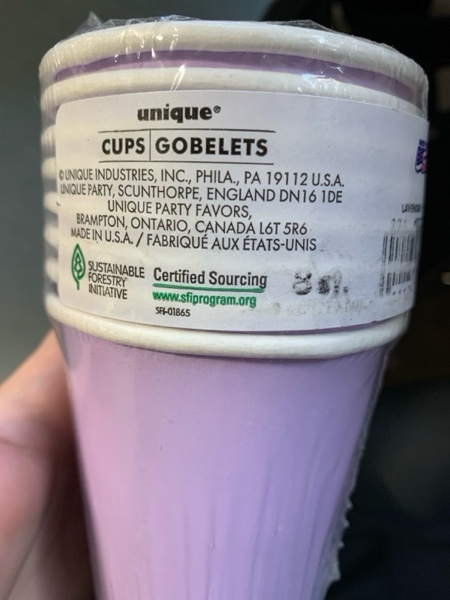 unique®
CUPS | GOBELETS
© UNIQUE INDUSTRIES, INC., PHILA., PA 19112 U.S.A.
UNIQUE PARTY, SCUNTHORPE, ENGLAND DN16 1DE
UNIQUE PARTY FAVORS,
BRAMPTON, ONTARIO, CANADA L6T 5R6
MADE IN U.S.A. / FABRIQUÉ AUX ÉTATS-UNIS
SUSTAINABLE
FORESTRY
INITIATIVE
Certified Sourcing
www.sfiprogram.org
SFI-01865